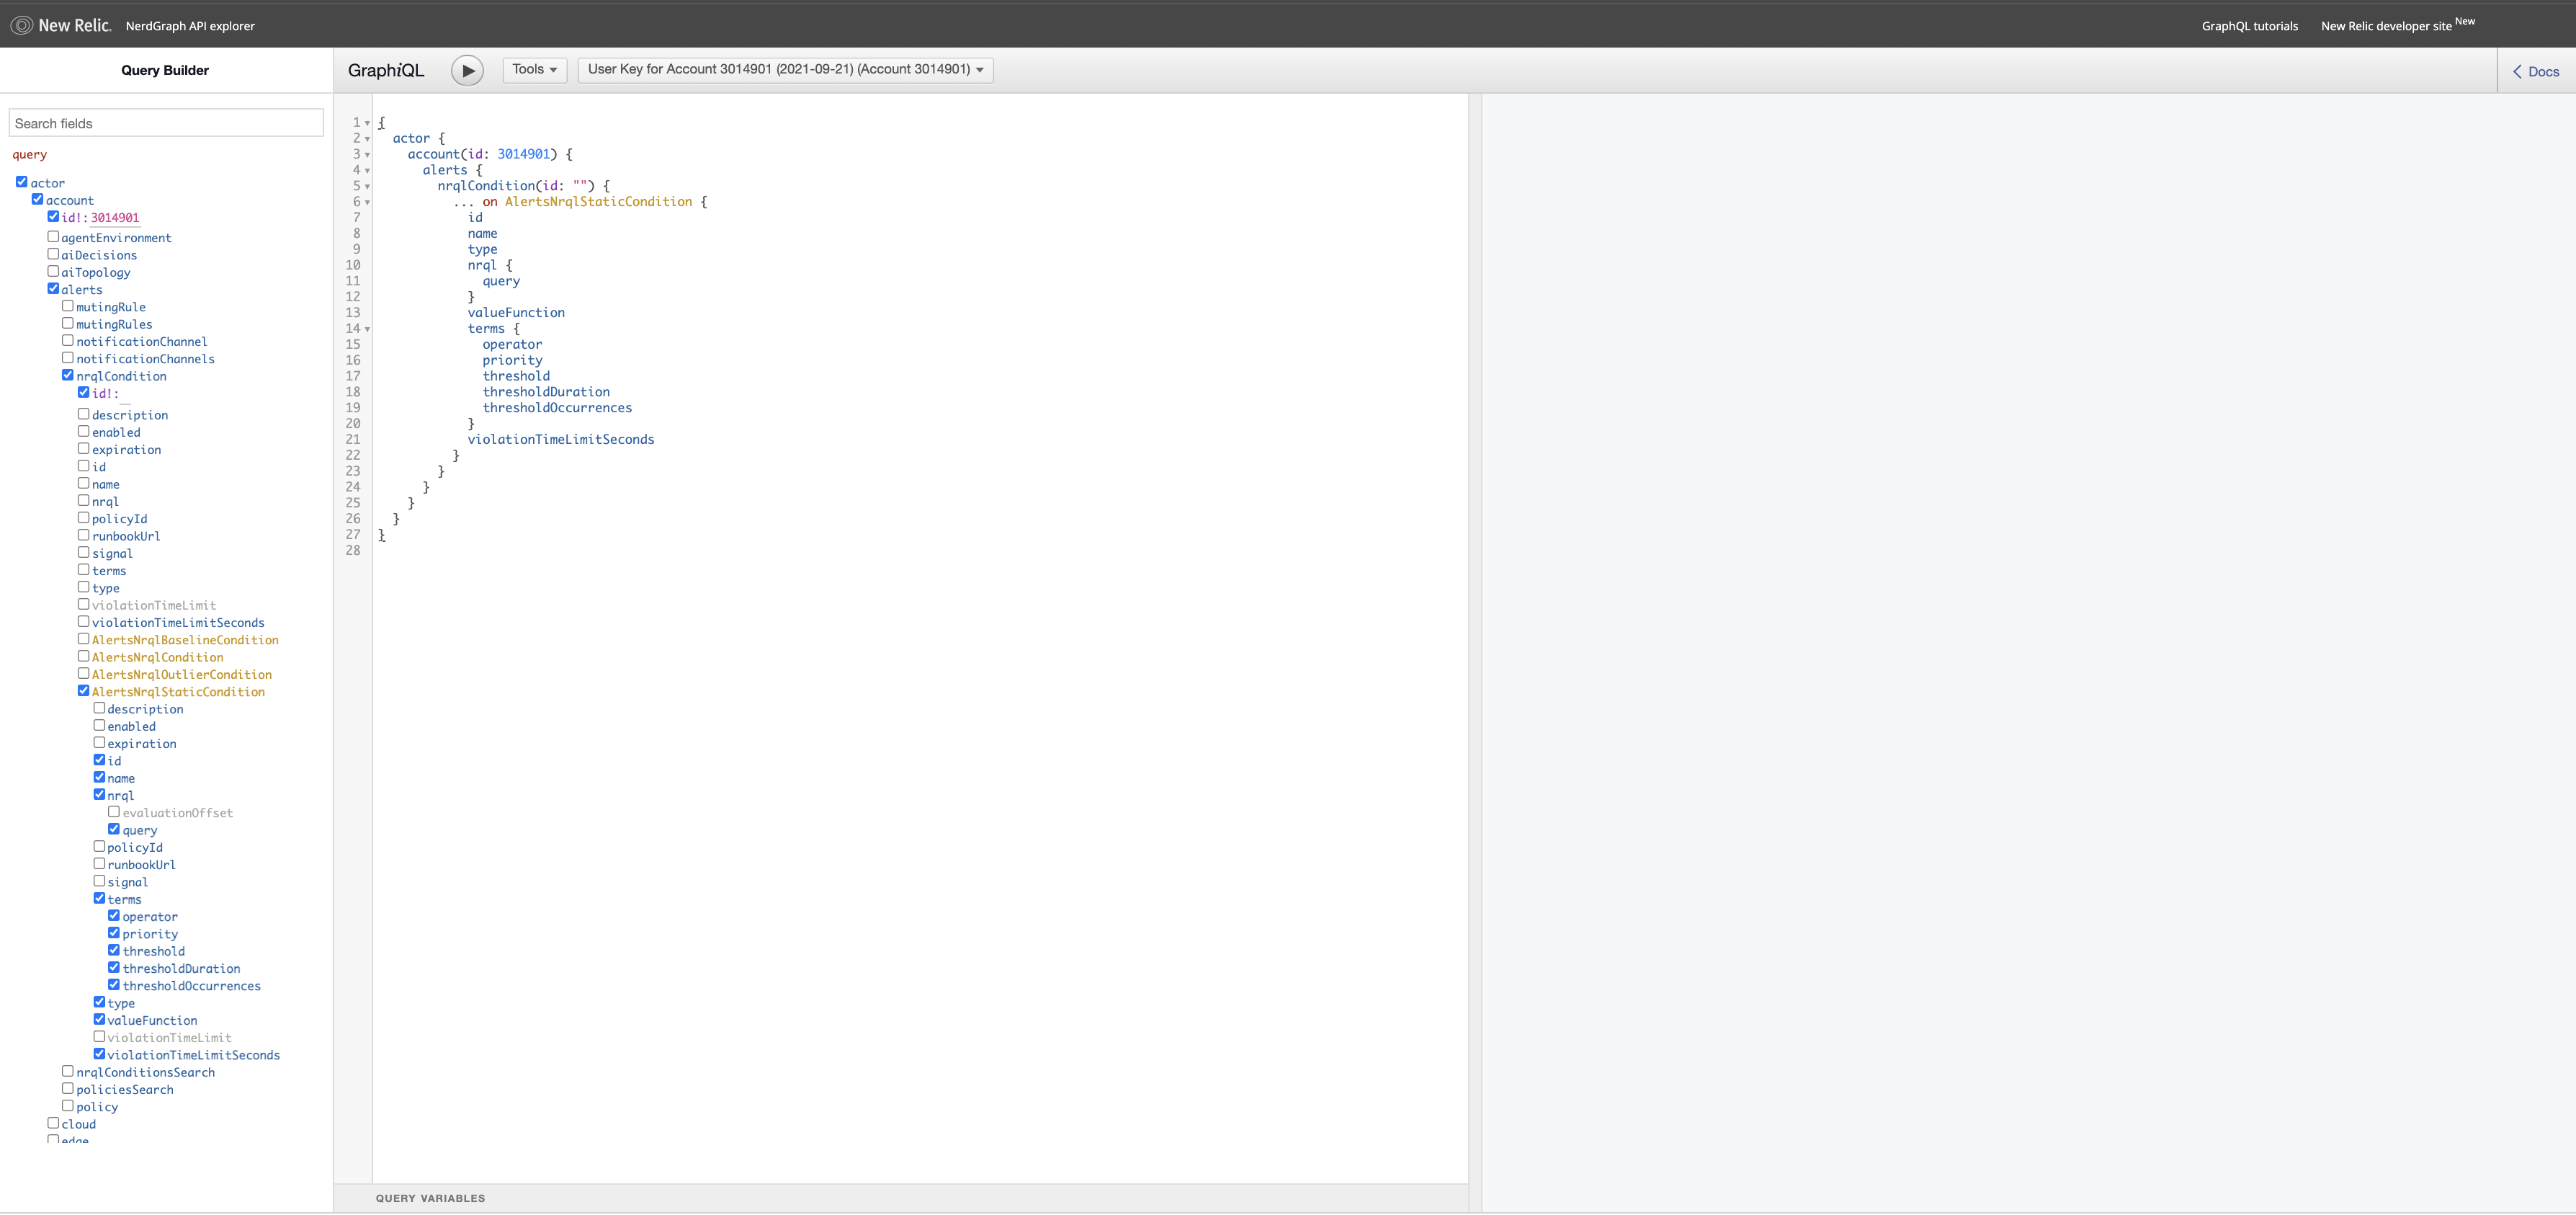 New Relic. NerdGraph API explorer GraphQL tutorials New Relic developer site New
Query Builder GraphiQL Tools User Key for Account 3014901 (2021-09-21) (Account 3014901) Docs
Search fields
query
actor
account
id!: 3014901
agentEnvironment
aiDecisions
aiTopology
alerts
mutingRule
mutingRules
notificationChannel
notificationChannels
nrqlCondition
id!:
description
enabled
expiration
id
name
nrql
policyId
runbookUrl
signal
terms
type
violationTimeLimit
violationTimeLimitSeconds
AlertsNrqlBaselineCondition
AlertsNrqlCondition
AlertsNrqlOutlierCondition
AlertsNrqlStaticCondition
description
enabled
expiration
id
name
nrql
evaluationOffset
query
policyId
runbookUrl
signal
terms
operator
priority
threshold
thresholdDuration
thresholdOccurrences
type
valueFunction
violationTimeLimit
violationTimeLimitSeconds
nrqlConditionsSearch
policiesSearch
policy
cloud
edge
1 {
2 actor {
3 account(id: 3014901) {
4 alerts {
5 nrqlCondition(id: "") {
6 ... on AlertsNrqlStaticCondition {
7 id
8 name
9 type
10 nrql {
11 query
12 }
13 valueFunction
14 terms {
15 operator
16 priority
17 threshold
18 thresholdDuration
19 thresholdOccurrences
20 }
21 violationTimeLimitSeconds
22 }
23 }
24 }
25 }
26 }
27 }
28
QUERY VARIABLES